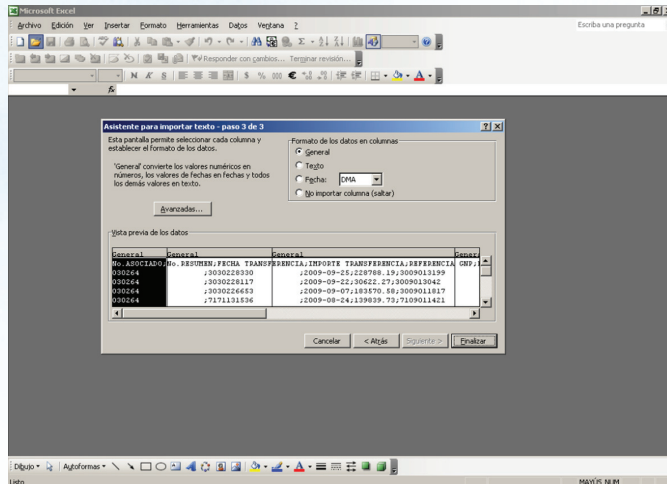 Microsoft Excel
Archivo Edición Ver Insertar Formato Herramientas Datos Ventana ?
Escriba una pregunta
Responder con cambios... Terminar revisión...
N K S $ % 000 €
fx
Asistente para importar texto - paso 3 de 3
Esta pantalla permite seleccionar cada columna y
establecer el formato de los datos.
'General' convierte los valores numéricos en
números, los valores de fechas en fechas y todos
los demás valores en texto.
Avanzadas...
Formato de los datos en columnas
General
Texto
Fecha: DMA
No importar columna (saltar)
Vista previa de los datos
General General General General
No.ASOCIADO;No.RESUMEN;FECHA TRANSFERENCIA;IMPORTE TRANSFERENCIA;REFERENCIA GNP;
030264 ;3030228330 ;2009-09-25;228788.19;3009013199
030264 ;3030228117 ;2009-09-22;30622.27;3009013042
030264 ;3030226653 ;2009-09-07;183570.58;3009011817
030264 ;7171131536 ;2009-08-24;139839.73;7109011421
Cancelar < Atrás Siguiente > Finalizar
Dibujo Autoformas
Listo
MAYÚS NUM